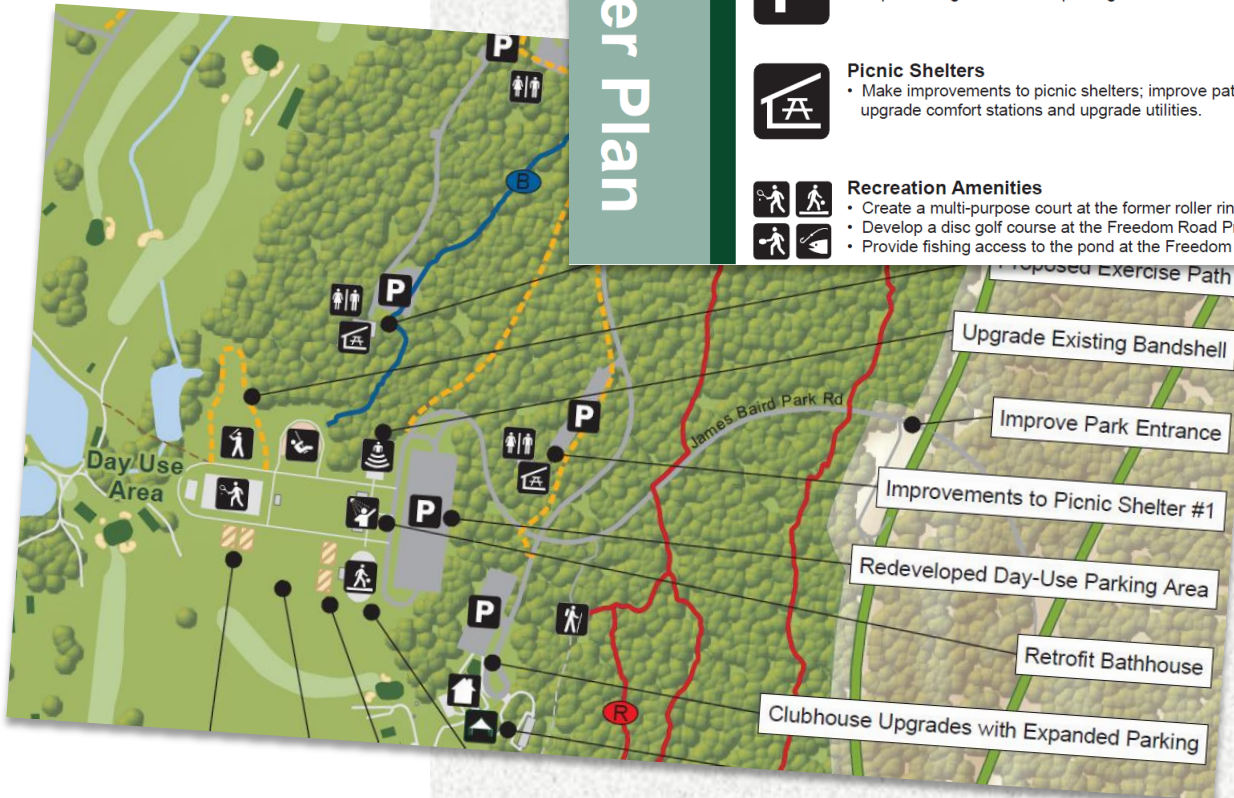 er Plan
Picnic Shelters
• Make improvements to picnic shelters; improve pat
upgrade comfort stations and upgrade utilities.
Recreation Amenities
• Create a multi-purpose court at the former roller rin
• Develop a disc golf course at the Freedom Road Pr
• Provide fishing access to the pond at the Freedom
P
B
P
Proposed Exercise Path
Upgrade Existing Bandshell
James Baird Park Rd
P
Improve Park Entrance
Day Use
Area
Improvements to Picnic Shelter #1
P
Redeveloped Day-Use Parking Area
P
Retrofit Bathhouse
R
Clubhouse Upgrades with Expanded Parking